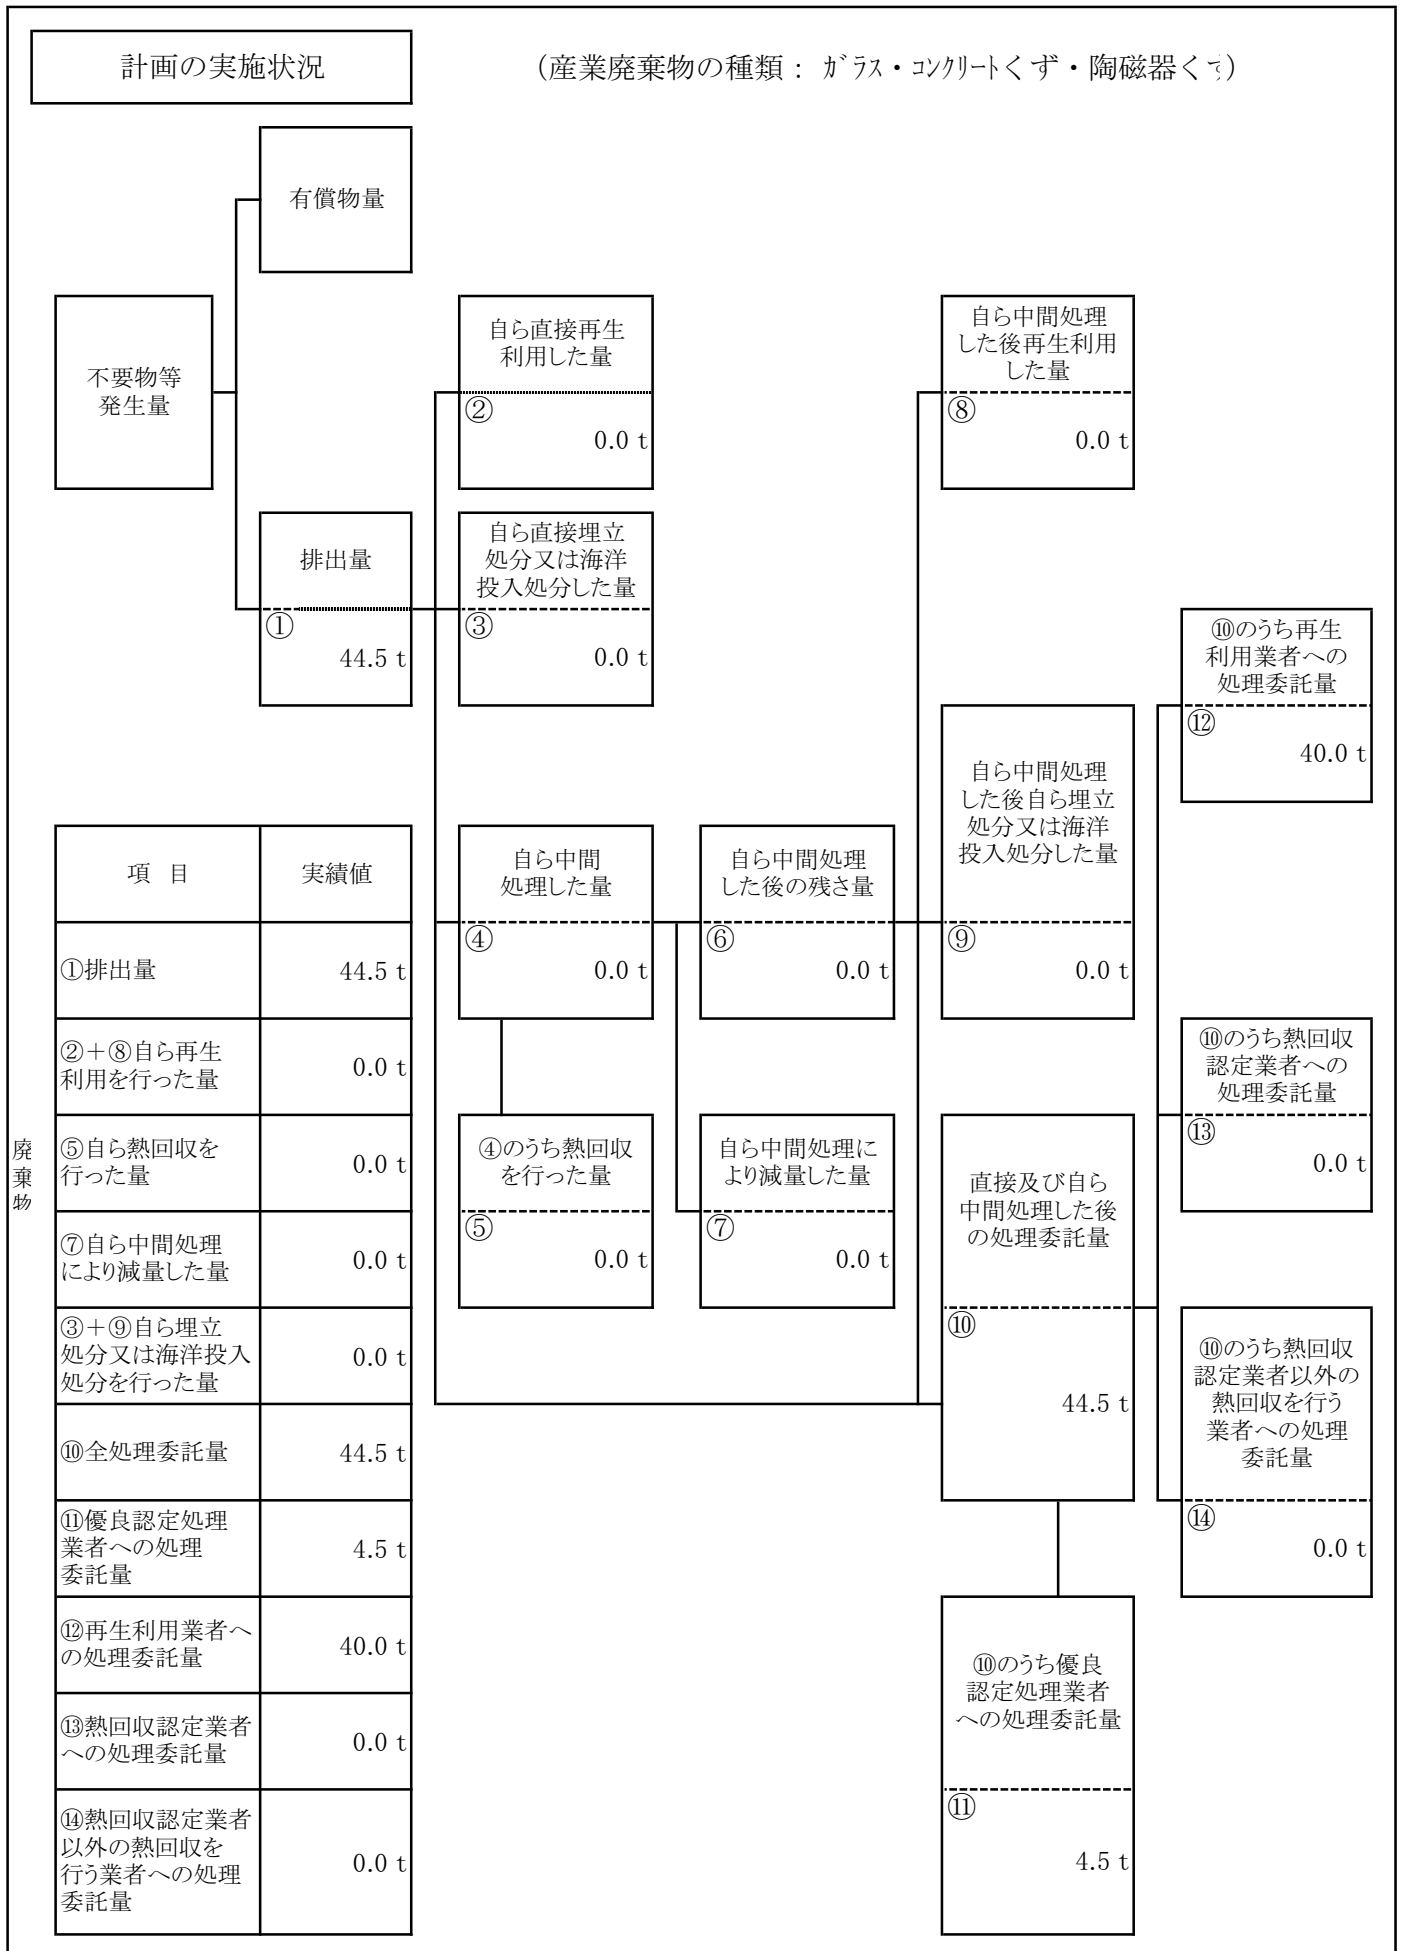 計画の実施状況
（産業廃棄物の種類： ガラス・コンクリートくず・陶磁器くず）
有償物量
不要物等
発生量
自ら直接再生
利用した量
②
0.0 t
自ら中間処理
した後再生利用
した量
⑧
0.0 t
排出量
①
44.5 t
自ら直接埋立
処分又は海洋
投入処分した量
③
0.0 t
⑩のうち再生
利用業者への
処理委託量
⑫
40.0 t
自ら中間処理
した後自ら埋立
処分又は海洋
投入処分した量
⑨
0.0 t
自ら中間
処理した量
④
0.0 t
自ら中間処理
した後の残さ量
⑥
0.0 t
⑩のうち熱回収
認定業者への
処理委託量
⑬
0.0 t
④のうち熱回収
を行った量
⑤
0.0 t
自ら中間処理に
より減量した量
⑦
0.0 t
直接及び自ら
中間処理した後
の処理委託量
⑩
44.5 t
⑩のうち熱回収
認定業者以外の
熱回収を行う
業者への処理
委託量
⑭
0.0 t
⑩のうち優良
認定処理業者
への処理委託量
⑪
4.5 t
項 目 実績値
①排出量 44.5 t
②＋⑧自ら再生
利用を行った量 0.0 t
⑤自ら熱回収を
行った量 0.0 t
⑦自ら中間処理
により減量した量 0.0 t
③＋⑨自ら埋立
処分又は海洋投入
処分を行った量 0.0 t
⑩全処理委託量 44.5 t
⑪優良認定処理
業者への処理
委託量 4.5 t
⑫再生利用業者へ
の処理委託量 40.0 t
⑬熱回収認定業者
への処理委託量 0.0 t
⑭熱回収認定業者
以外の熱回収を
行う業者への処理
委託量 0.0 t
廃
棄
物